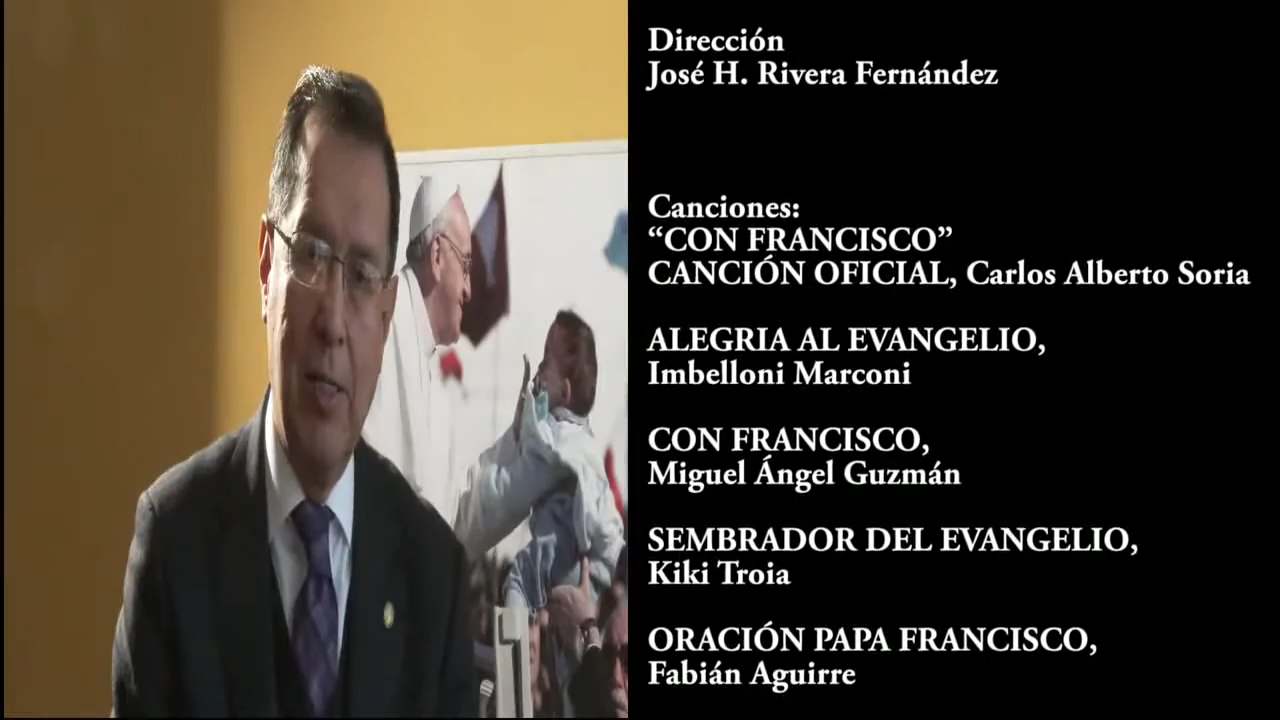 Dirección
José H. Rivera Fernández
Canciones:
“CON FRANCISCO”
CANCIÓN OFICIAL, Carlos Alberto Soria
ALEGRIA AL EVANGELIO,
Imbelloni Marconi
CON FRANCISCO,
Miguel Ángel Guzmán
SEMBRADOR DEL EVANGELIO,
Kiki Troia
ORACIÓN PAPA FRANCISCO,
Fabián Aguirre